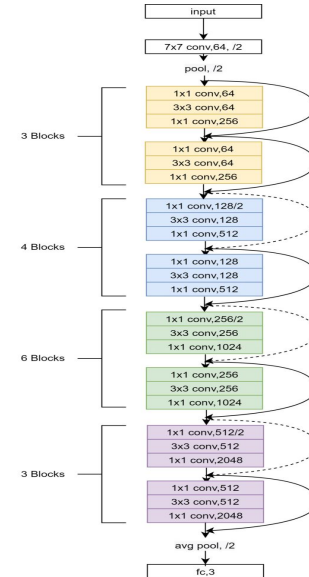 input
7x7 conv,64, /2
pool, /2
3 Blocks
1x1 conv,64
3x3 conv,64
1x1 conv,256
1x1 conv,64
3x3 conv,64
1x1 conv,256
4 Blocks
1x1 conv,128/2
3x3 conv,128
1x1 conv,512
1x1 conv,128
3x3 conv,128
1x1 conv,512
6 Blocks
1x1 conv,256/2
3x3 conv,256
1x1 conv,1024
1x1 conv,256
3x3 conv,256
1x1 conv,1024
3 Blocks
1x1 conv,512/2
3x3 conv,512
1x1 conv,2048
1x1 conv,512
3x3 conv,512
1x1 conv,2048
avg pool, /2
fc,3